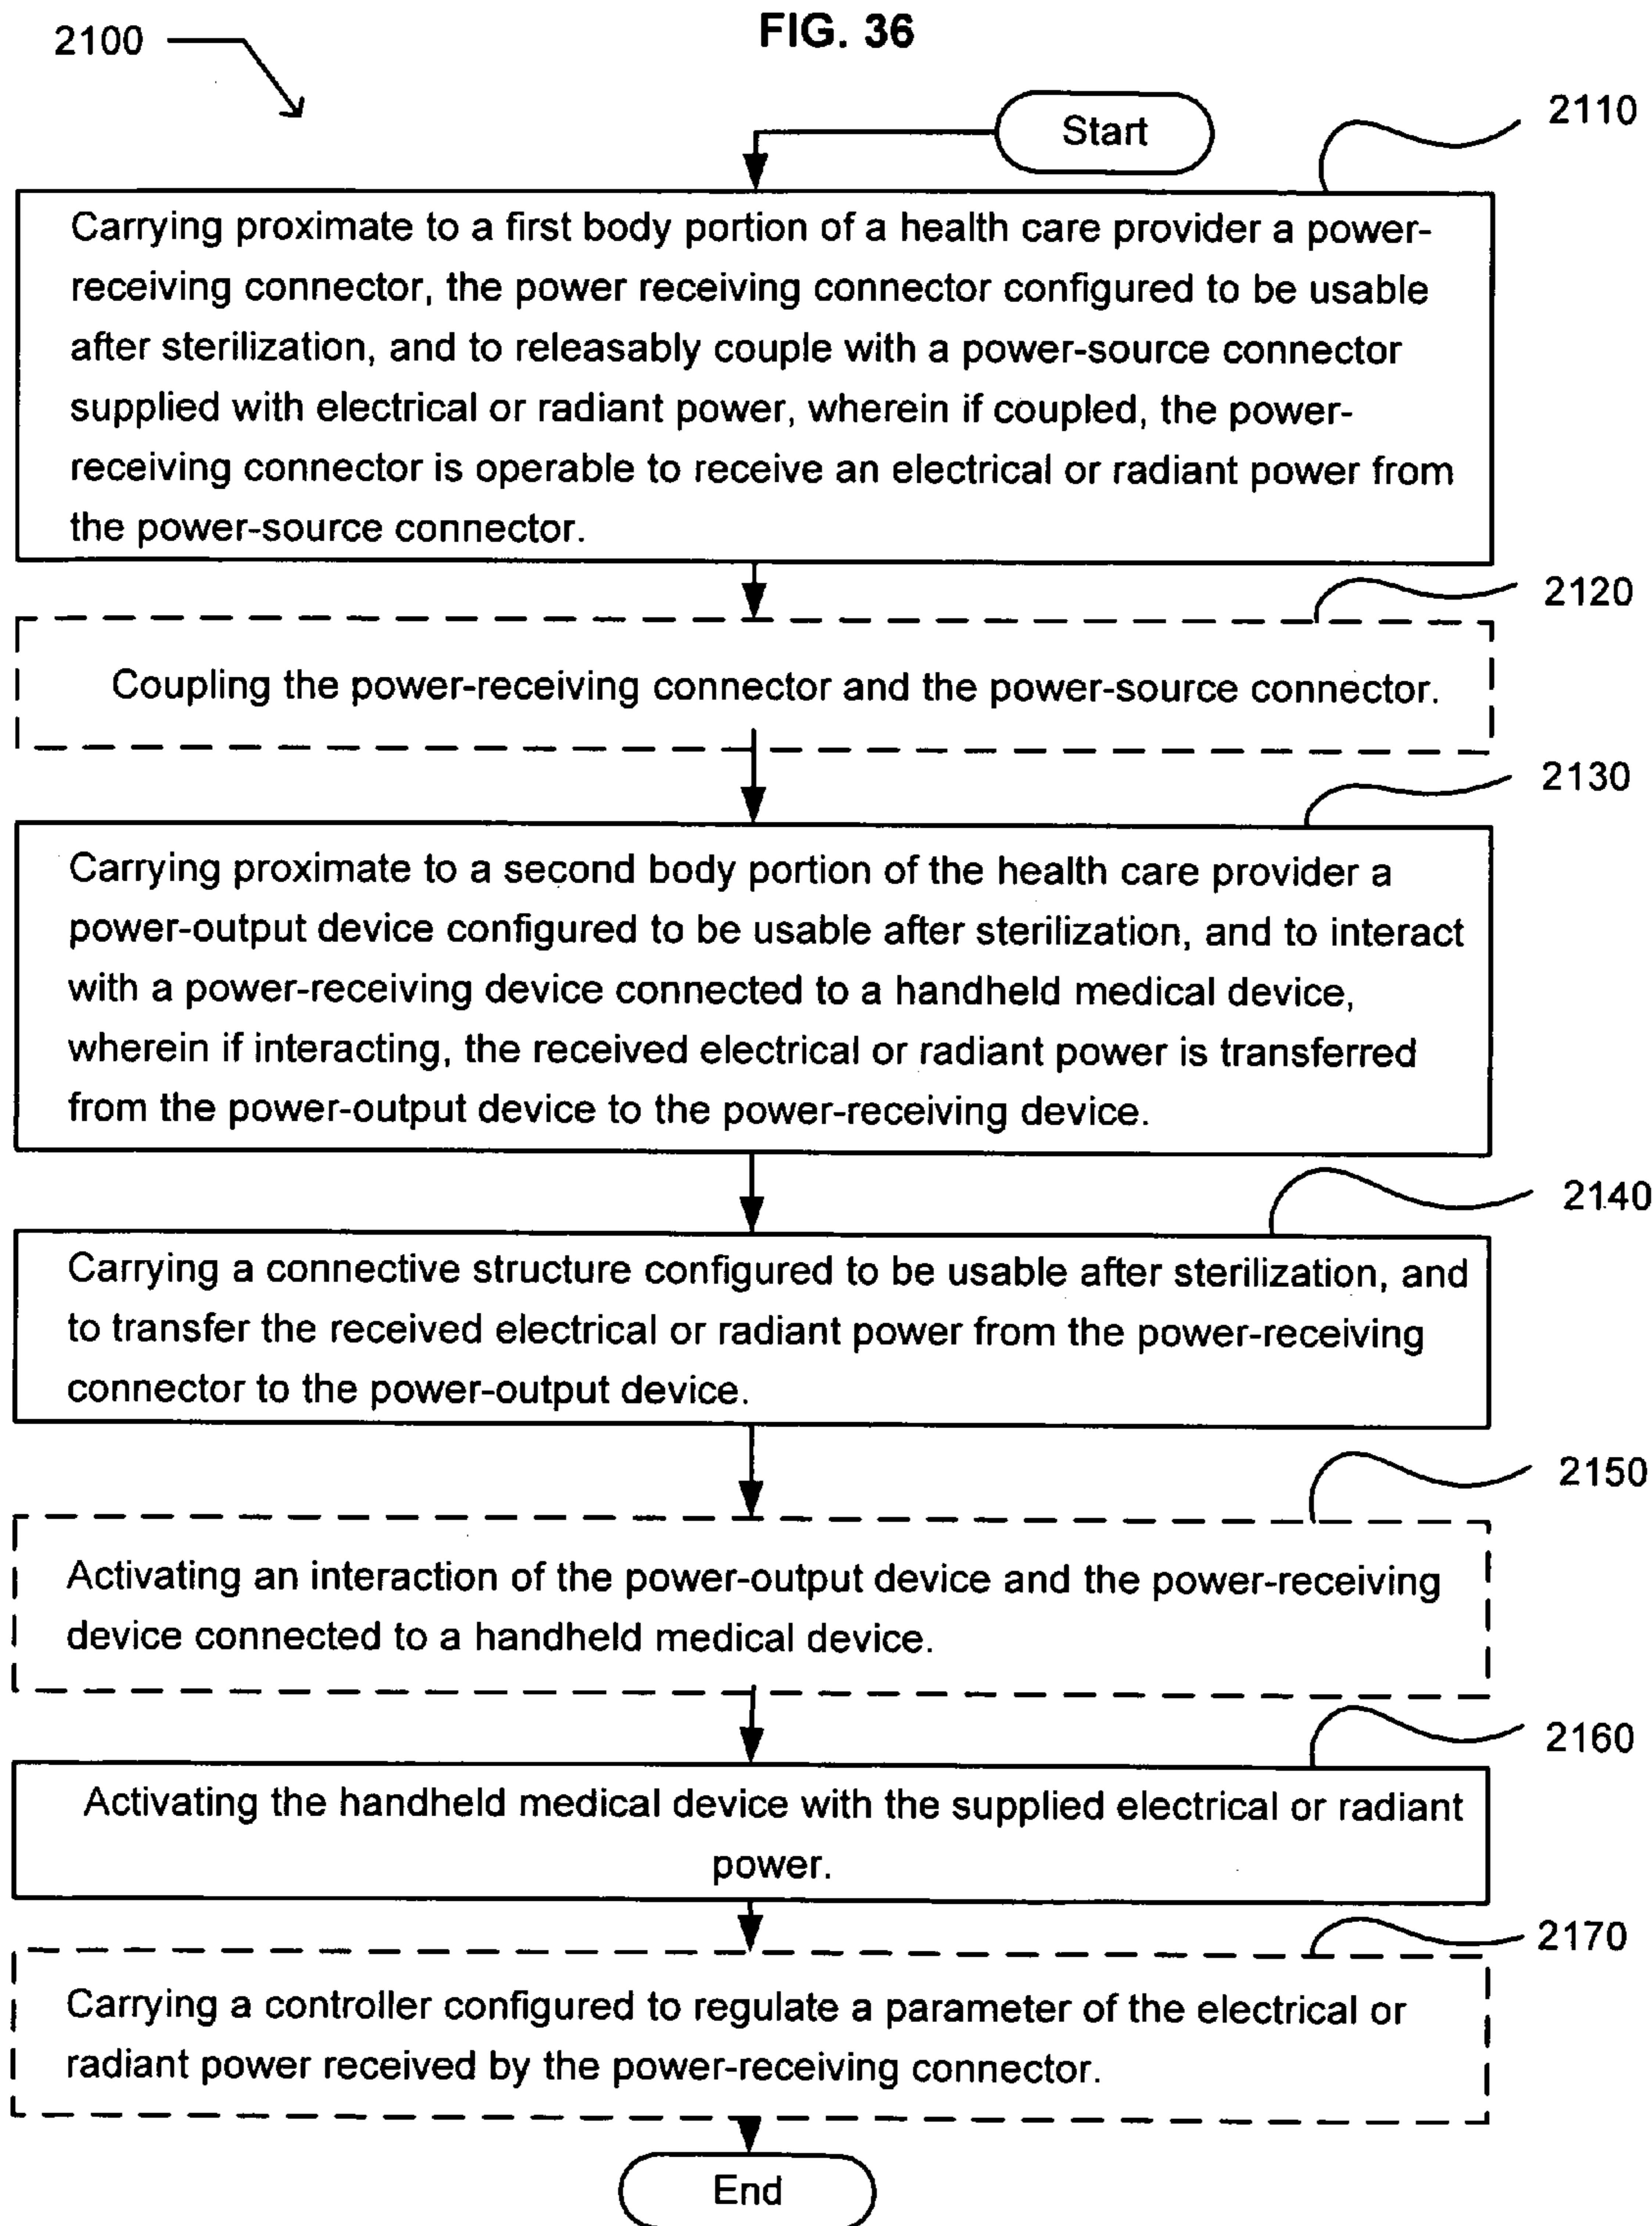 FIG. 36
2100
Start
2110
Carrying proximate to a first body portion of a health care provider a power-
receiving connector, the power receiving connector configured to be usable
after sterilization, and to releasably couple with a power-source connector
supplied with electrical or radiant power, wherein if coupled, the power-
receiving connector is operable to receive an electrical or radiant power from
the power-source connector.
2120
Coupling the power-receiving connector and the power-source connector.
2130
Carrying proximate to a second body portion of the health care provider a
power-output device configured to be usable after sterilization, and to interact
with a power-receiving device connected to a handheld medical device,
wherein if interacting, the received electrical or radiant power is transferred
from the power-output device to the power-receiving device.
2140
Carrying a connective structure configured to be usable after sterilization, and
to transfer the received electrical or radiant power from the power-receiving
connector to the power-output device.
2150
Activating an interaction of the power-output device and the power-receiving
device connected to a handheld medical device.
2160
Activating the handheld medical device with the supplied electrical or radiant
power.
2170
Carrying a controller configured to regulate a parameter of the electrical or
radiant power received by the power-receiving connector.
End